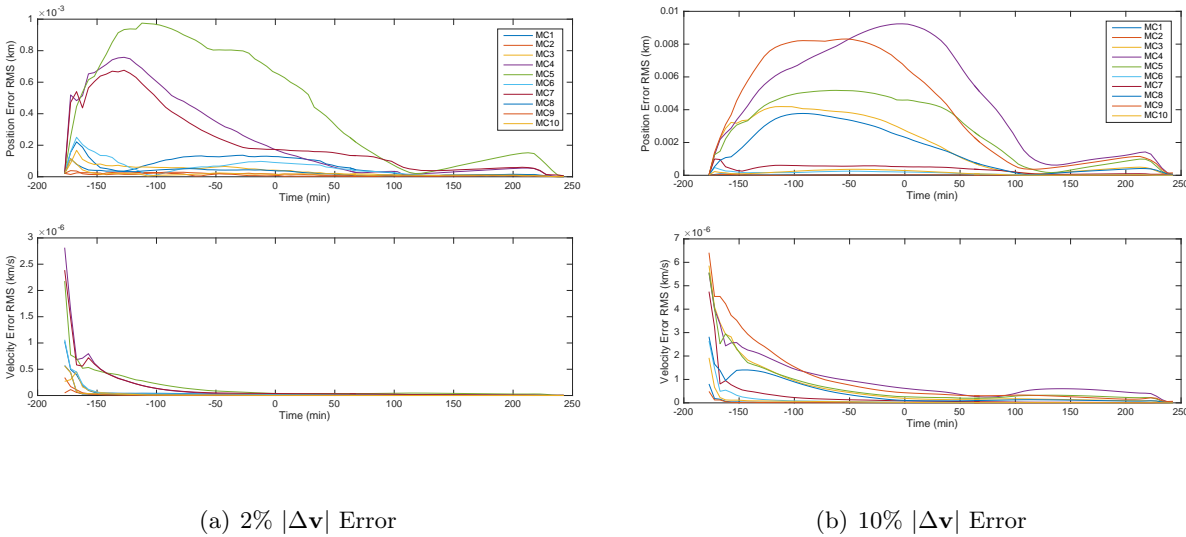 ×10⁻³
1
0.8
0.6
0.4
0.2
0
Position Error RMS (km)
-200 -150 -100 -50 0 50 100 150 200 250
Time (min)
MC1
MC2
MC3
MC4
MC5
MC6
MC7
MC8
MC9
MC10
×10⁻⁶
3
2.5
2
1.5
1
0.5
0
Velocity Error RMS (km/s)
-200 -150 -100 -50 0 50 100 150 200 250
Time (min)
(a) 2% |Δv| Error
0.01
0.008
0.006
0.004
0.002
0
Position Error RMS (km)
-200 -150 -100 -50 0 50 100 150 200 250
Time (min)
MC1
MC2
MC3
MC4
MC5
MC6
MC7
MC8
MC9
MC10
×10⁻⁶
7
6
5
4
3
2
1
0
Velocity Error RMS (km/s)
-200 -150 -100 -50 0 50 100 150 200 250
Time (min)
(b) 10% |Δv| Error